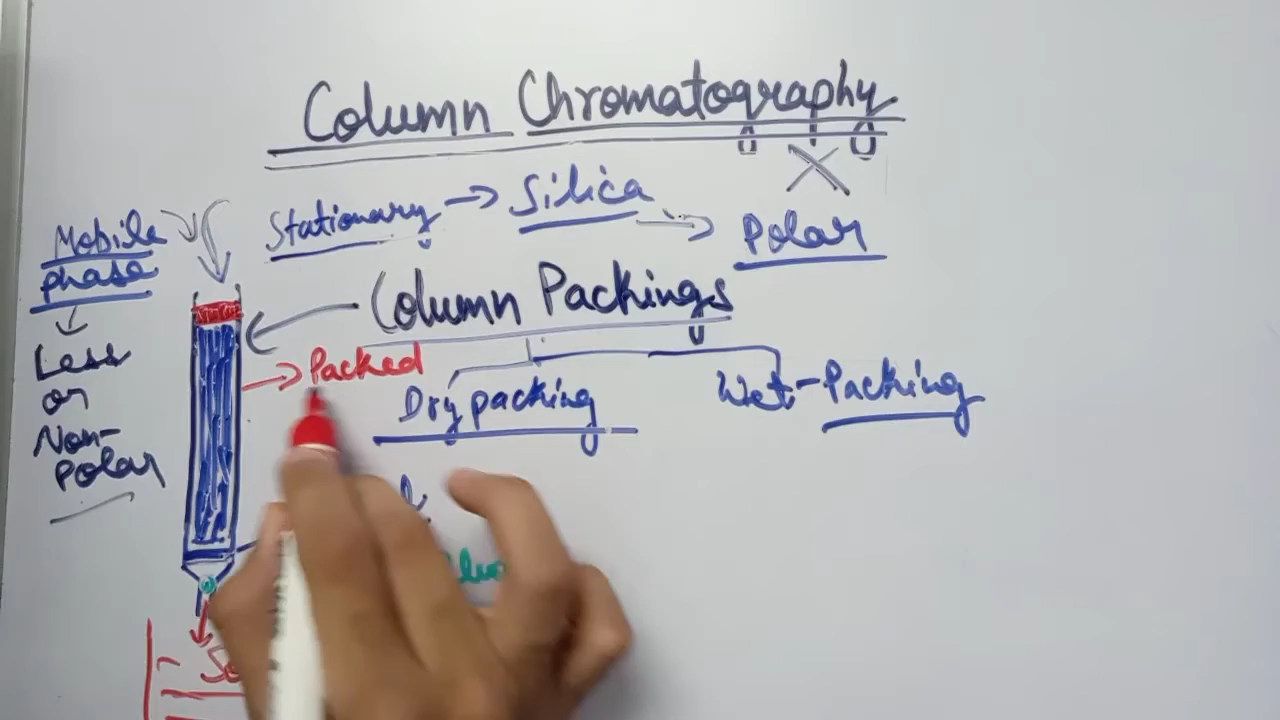 Column Chromatography
Stationary → Silica → Polar
Mobile
phase
↓
Less
or
Non-
Polar
Column Packings
→ Packed
Dry packing
Wet-Packing